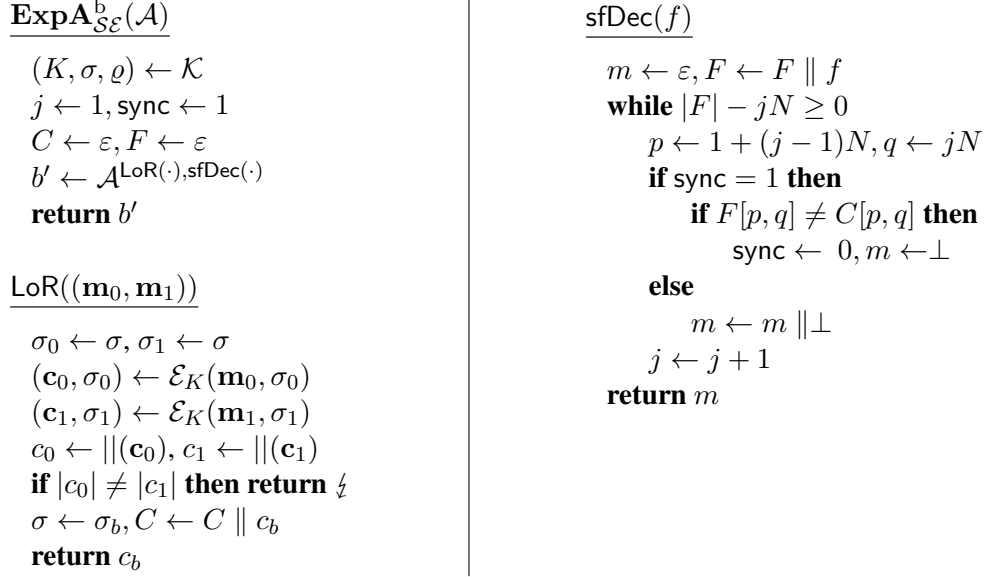 ExpA^b_{SE}(A)
(K, σ, ϱ) ← K
j ← 1, sync ← 1
C ← ε, F ← ε
b′ ← A^{LoR(·),sfDec(·)}
return b′
LoR((m_0, m_1))
σ_0 ← σ, σ_1 ← σ
(c_0, σ_0) ← E_K(m_0, σ_0)
(c_1, σ_1) ← E_K(m_1, σ_1)
c_0 ← ||(c_0), c_1 ← ||(c_1)
if |c_0| ≠ |c_1| then return ↯
σ ← σ_b, C ← C ∥ c_b
return c_b
sfDec(f)
m ← ε, F ← F ∥ f
while |F| − jN ≥ 0
p ← 1 + (j − 1)N, q ← jN
if sync = 1 then
if F[p, q] ≠ C[p, q] then
sync ← 0, m ←⊥
else
m ← m ∥⊥
j ← j + 1
return m